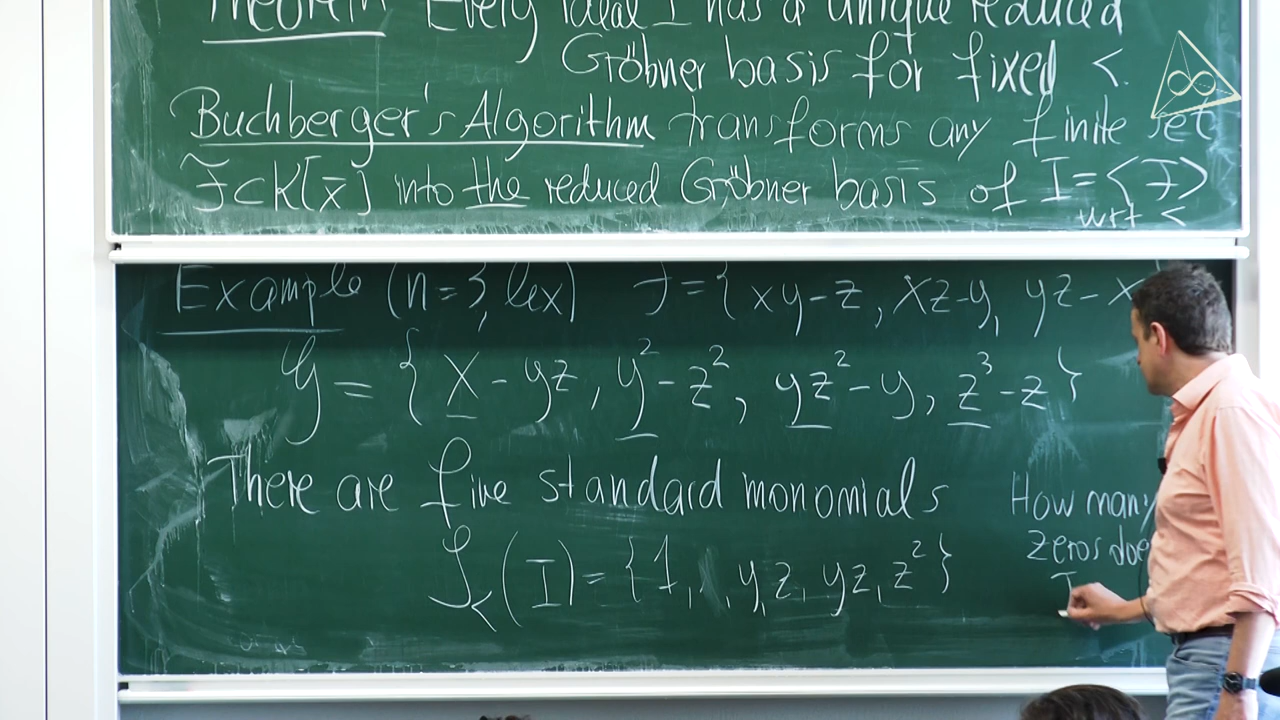 Theorem Every ideal I has a unique reduced
Gröbner basis for fixed <.
Buchberger's Algorithm transforms any finite set
F ⊂ K[x̄] into the reduced Gröbner basis of I = <F>
wrt <
Example (n=3, lex) F = { xy - z, xz - y, yz - x
G = { x - yz, y² - z², yz² - y, z³ - z }
There are five standard monomials
S<(I) = {1, y, z, yz, z²}
How many
zeros does
I